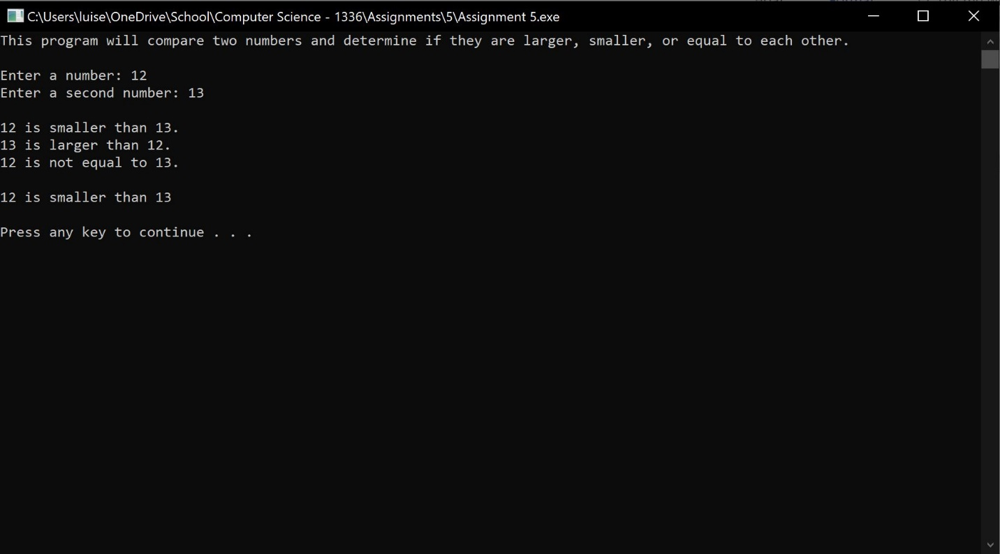 C:\Users\luise\OneDrive\School\Computer Science - 1336\Assignments\5\Assignment 5.exe
This program will compare two numbers and determine if they are larger, smaller, or equal to each other.
Enter a number: 12
Enter a second number: 13
12 is smaller than 13.
13 is larger than 12.
12 is not equal to 13.
12 is smaller than 13
Press any key to continue . . .